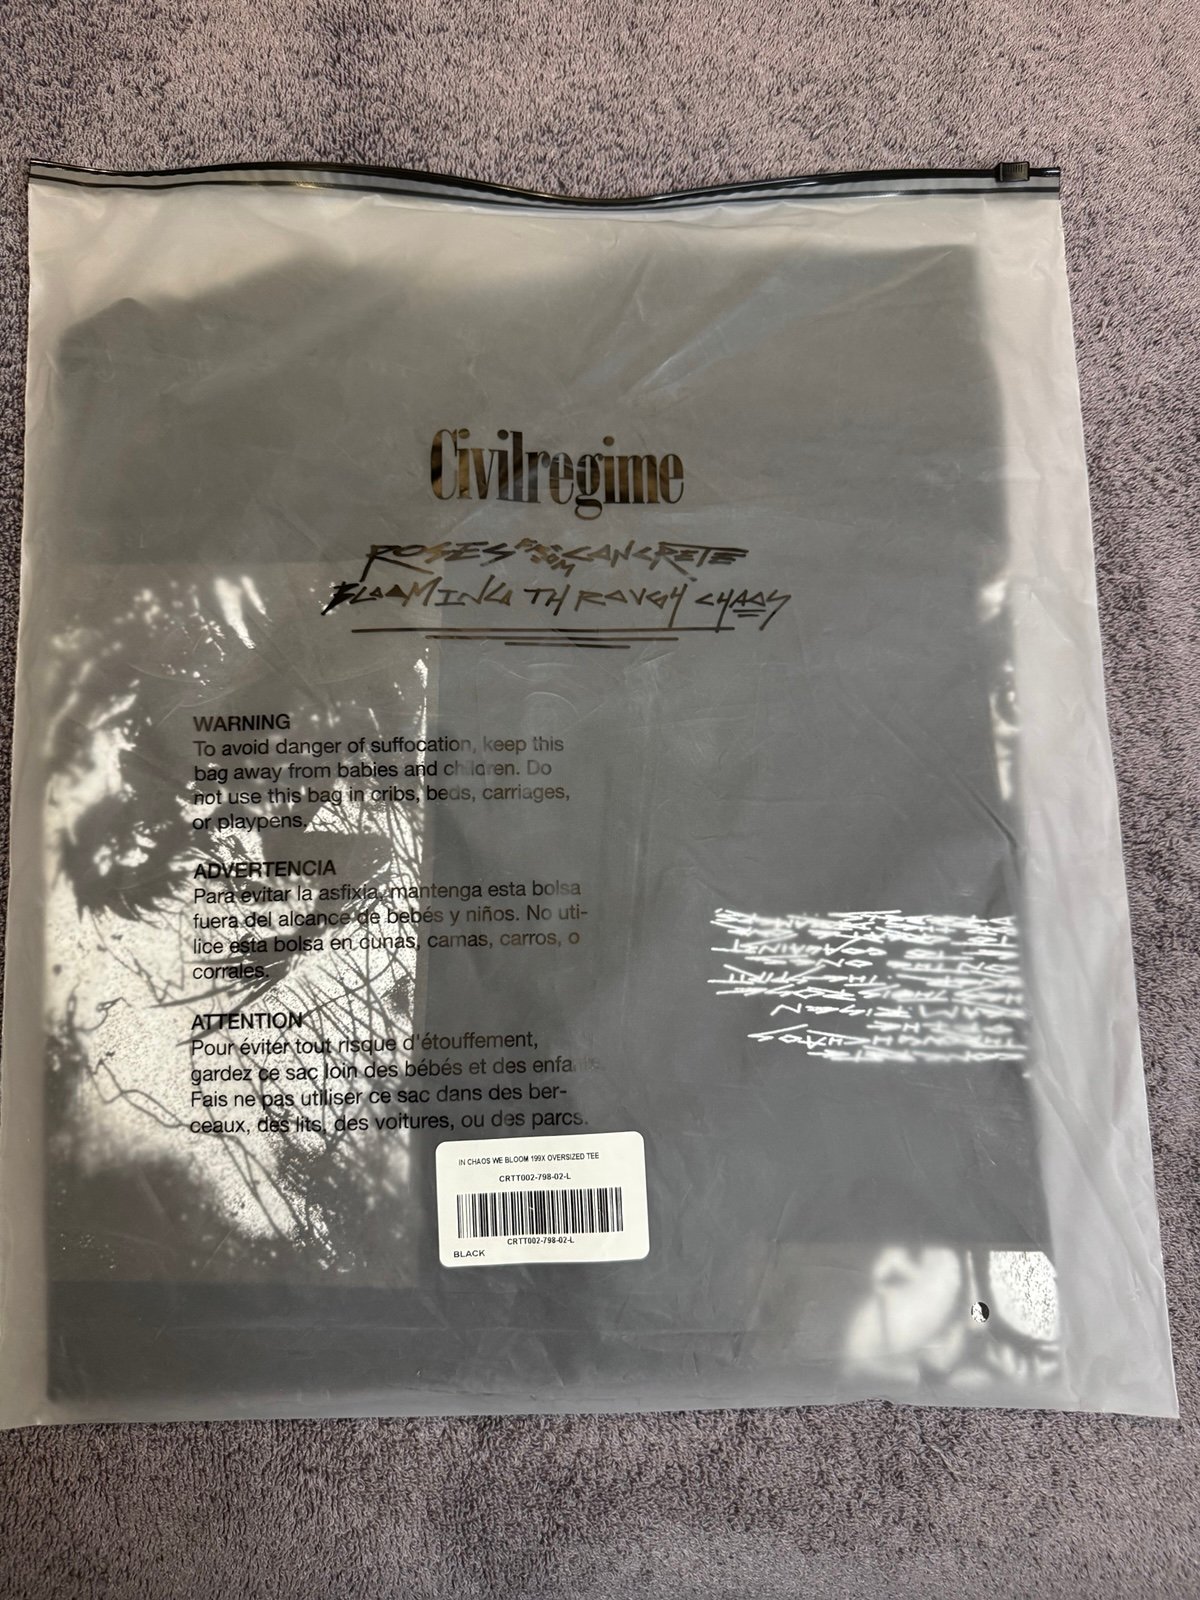 Civilregime
ROSES FROM CONCRETE
BLOOMING THROUGH CHAOS
WARNING
To avoid danger of suffocation, keep this
bag away from babies and children. Do
not use this bag in cribs, beds, carriages,
or playpens.
ADVERTENCIA
Para evitar la asfixia, mantenga esta bolsa
fuera del alcance de bebés y niños. No uti-
lice esta bolsa en cunas, camas, carros, o
corrales.
ATTENTION
Pour éviter tout risque d'étouffement,
gardez ce sac loin des bébés et des enfants.
Fais ne pas utiliser ce sac dans des ber-
ceaux, des lits, des voitures, ou des parcs.
IN CHAOS WE BLOOM 199X OVERSIZED TEE
CRTT002-798-02-L
CRTT002-798-02-L
BLACK